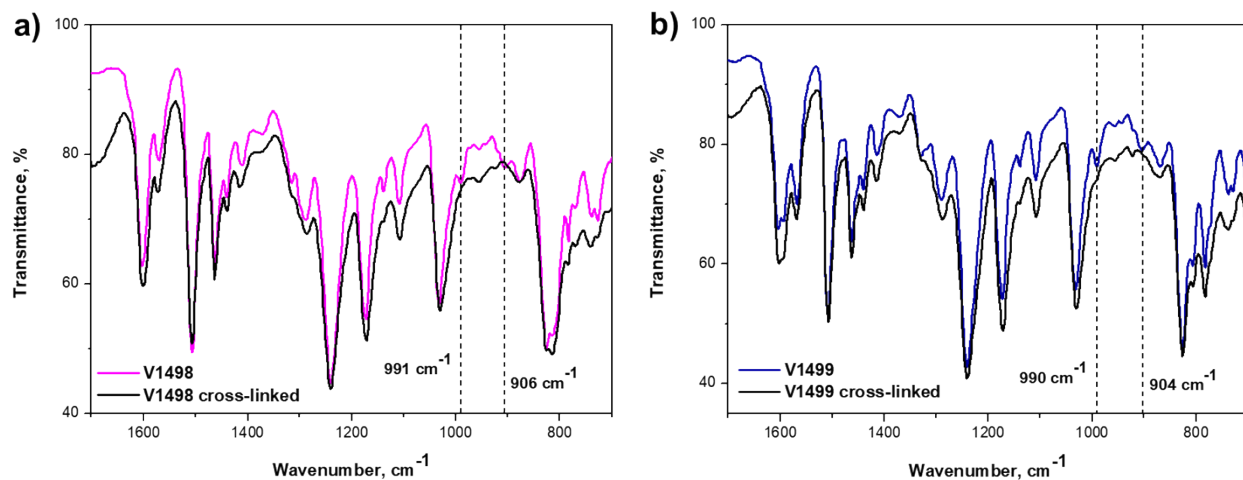 a)
100
80
60
40
Transmittance, %
991 cm⁻¹
906 cm⁻¹
V1498
V1498 cross-linked
1600
1400
1200
1000
800
Wavenumber, cm⁻¹
b)
100
80
60
40
Transmittance, %
990 cm⁻¹
904 cm⁻¹
V1499
V1499 cross-linked
1600
1400
1200
1000
800
Wavenumber, cm⁻¹